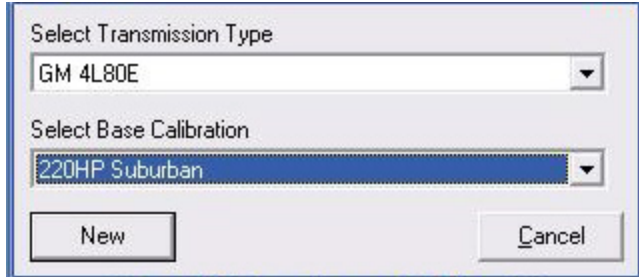 Select Transmission Type
GM 4L80E
Select Base Calibration
220HP Suburban
New
Cancel